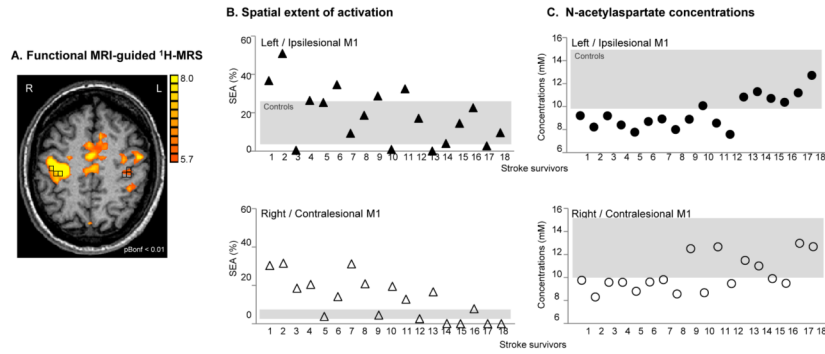 B. Spatial extent of activation
C. N-acetylaspartate concentrations
A. Functional MRI-guided ¹H-MRS
R
L
8.0
5.7
pBonf < 0.01
Left / Ipsilesional M1
SEA (%)
60
40
20
0
Controls
1 2 3 4 5 6 7 8 9 10 11 12 13 14 15 16 17 18
Stroke survivors
Left / Ipsilesional M1
Concentrations (mM)
16
14
12
10
8
6
Controls
1 2 3 4 5 6 7 8 9 10 11 12 13 14 15 16 17 18
Right / Contralesional M1
SEA (%)
60
40
20
0
1 2 3 4 5 6 7 8 9 10 11 12 13 14 15 16 17 18
Stroke survivors
Right / Contralesional M1
Concentrations (mM)
16
14
12
10
8
6
1 2 3 4 5 6 7 8 9 10 11 12 13 14 15 16 17 18